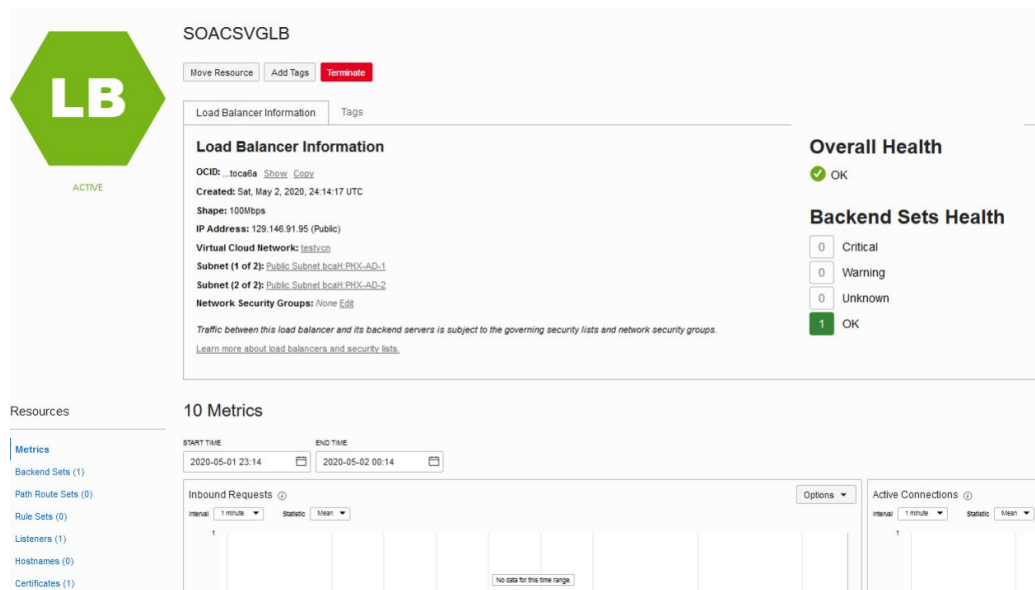 SOACSVGLB
Move Resource Add Tags Terminate
LB
ACTIVE
Load Balancer Information Tags
Load Balancer Information
OCID: ...toca6a Show Copy
Created: Sat, May 2, 2020, 24:14:17 UTC
Shape: 100Mbps
IP Address: 129.146.91.95 (Public)
Virtual Cloud Network: testvcn
Subnet (1 of 2): Public Subnet bcaH:PHX-AD-1
Subnet (2 of 2): Public Subnet bcaH:PHX-AD-2
Network Security Groups: None Edit
Traffic between this load balancer and its backend servers is subject to the governing security lists and network security groups.
Learn more about load balancers and security lists.
Overall Health
OK
Backend Sets Health
0 Critical
0 Warning
0 Unknown
1 OK
Resources
Metrics
Backend Sets (1)
Path Route Sets (0)
Rule Sets (0)
Listeners (1)
Hostnames (0)
Certificates (1)
10 Metrics
START TIME END TIME
2020-05-01 23:14 2020-05-02 00:14
Inbound Requests Options
Interval 1 minute Statistic Mean
1
No data for this time range
Active Connections
Interval 1 minute Statistic Mean
1